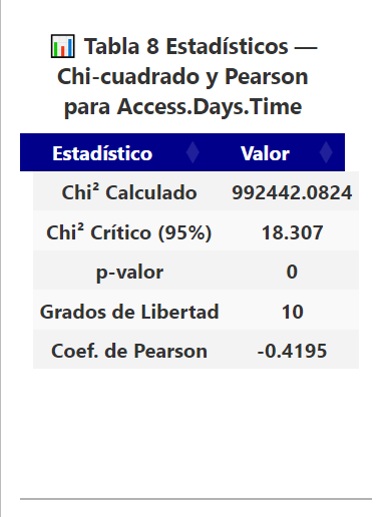 📊 Tabla 8 Estadísticos —
Chi-cuadrado y Pearson
para Access.Days.Time
Estadístico Valor
Chi² Calculado 992442.0824
Chi² Crítico (95%) 18.307
p-valor 0
Grados de Libertad 10
Coef. de Pearson -0.4195